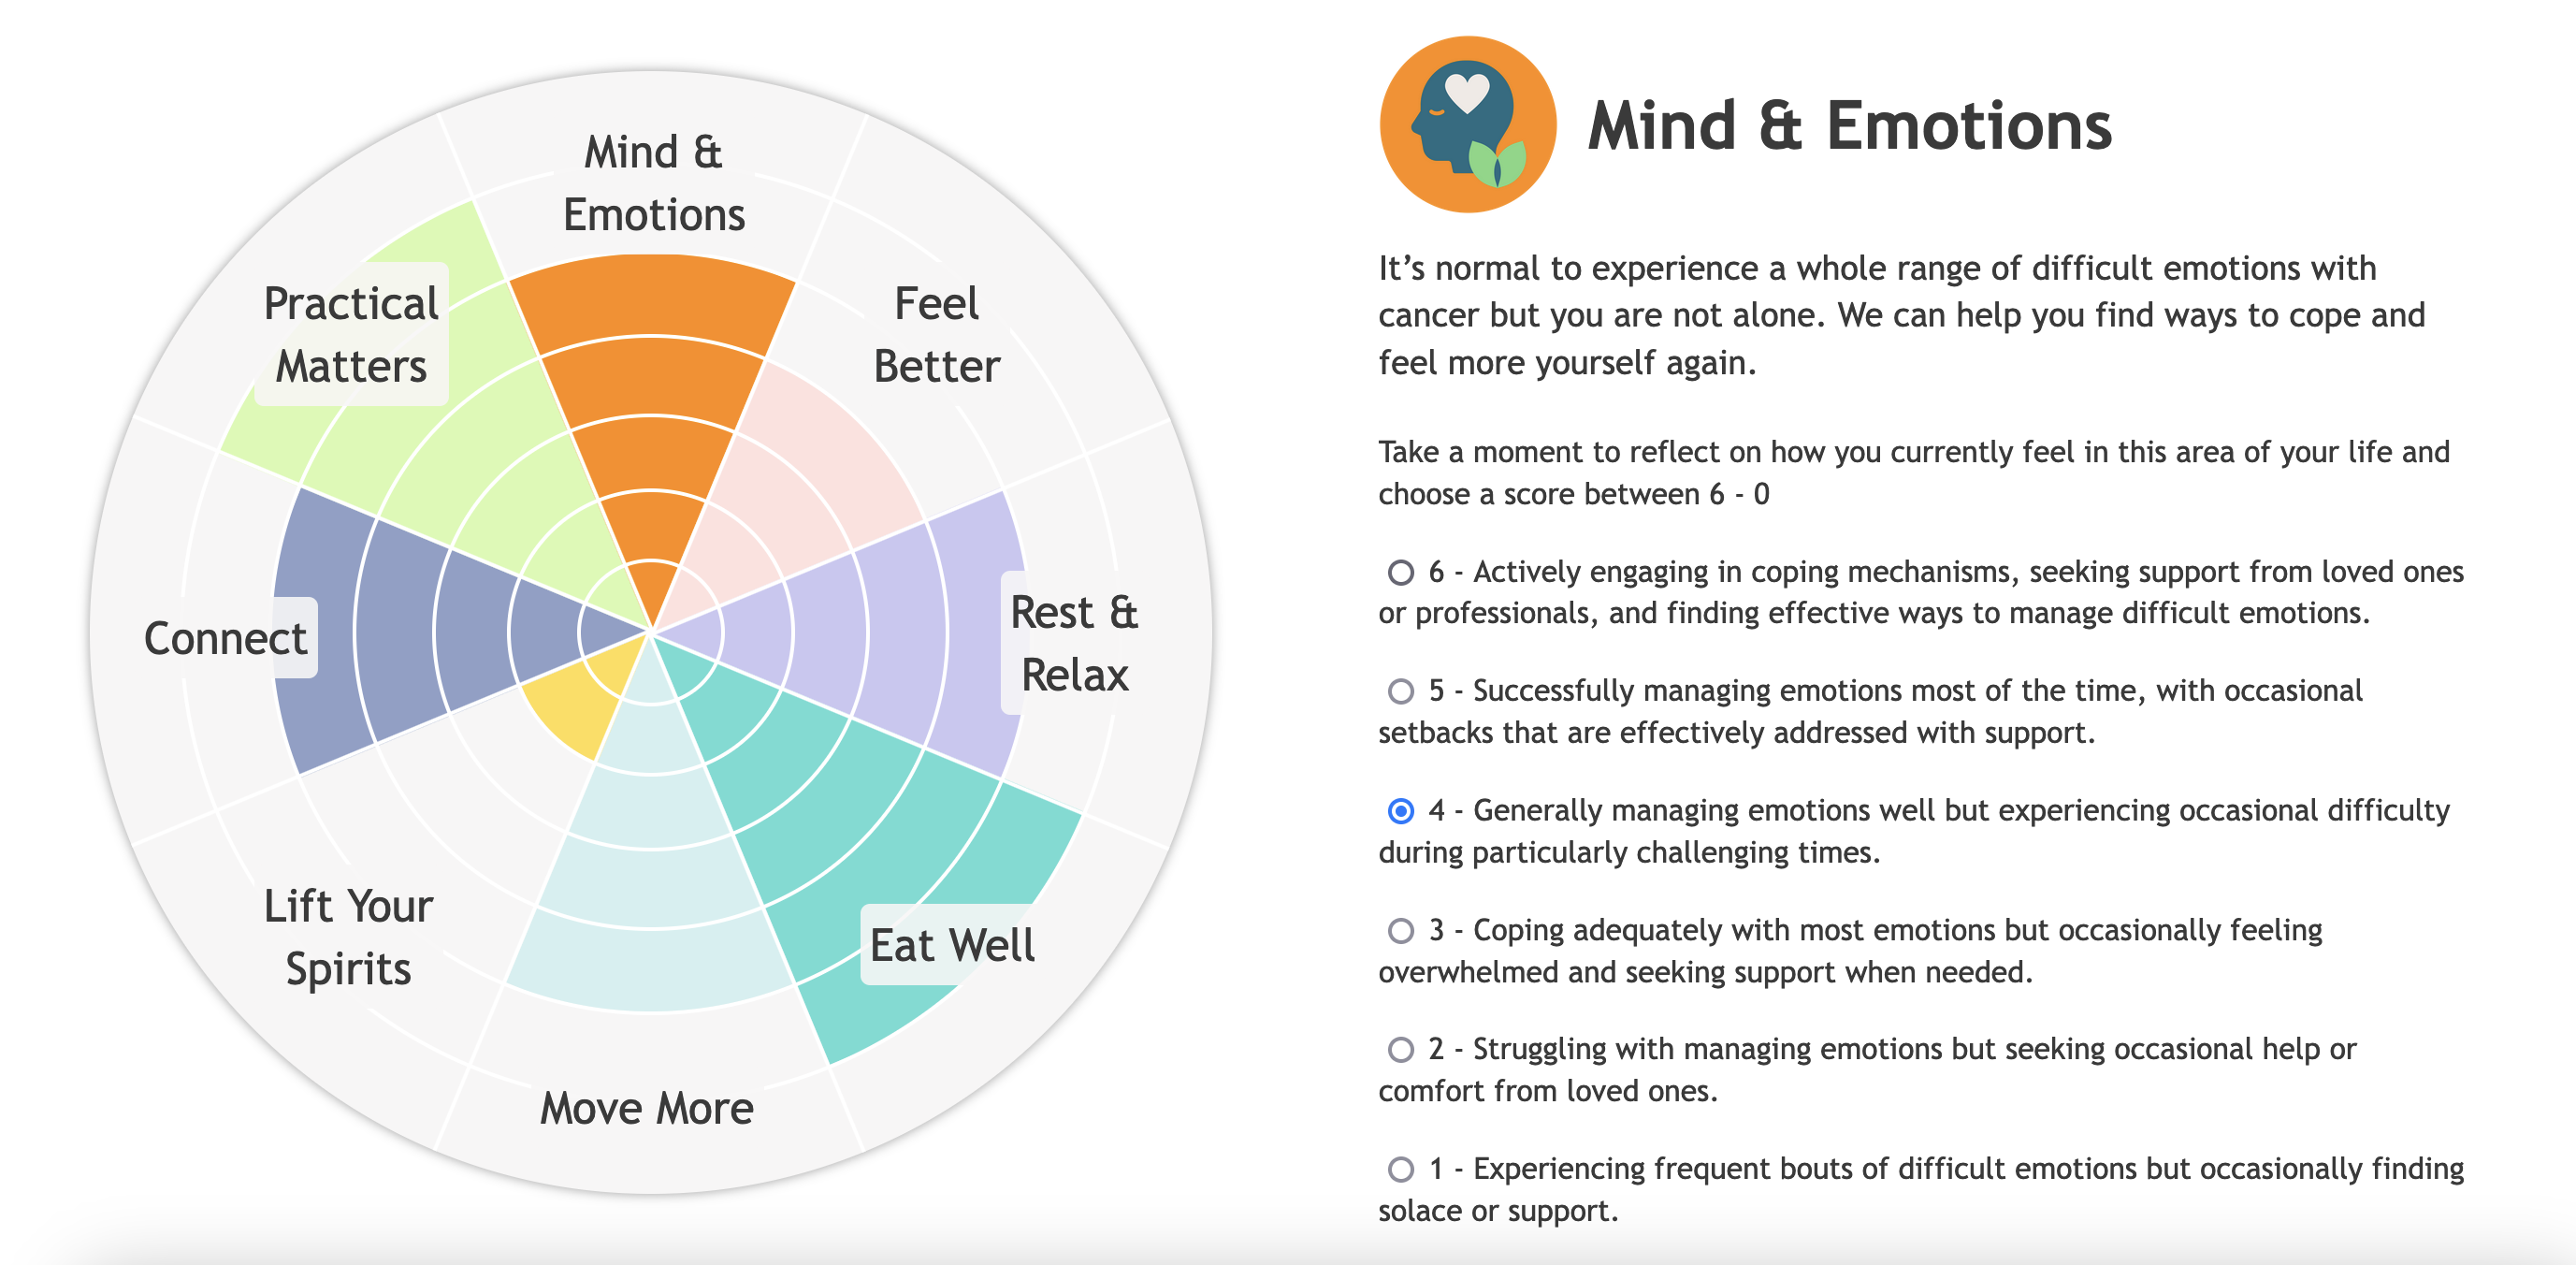 Mind &
Emotions
Feel
Better
Rest &
Relax
Eat Well
Move More
Lift Your
Spirits
Connect
Practical
Matters
Mind & Emotions
It’s normal to experience a whole range of difficult emotions with
cancer but you are not alone. We can help you find ways to cope and
feel more yourself again.
Take a moment to reflect on how you currently feel in this area of your life and
choose a score between 6 - 0
6 - Actively engaging in coping mechanisms, seeking support from loved ones
or professionals, and finding effective ways to manage difficult emotions.
5 - Successfully managing emotions most of the time, with occasional
setbacks that are effectively addressed with support.
4 - Generally managing emotions well but experiencing occasional difficulty
during particularly challenging times.
3 - Coping adequately with most emotions but occasionally feeling
overwhelmed and seeking support when needed.
2 - Struggling with managing emotions but seeking occasional help or
comfort from loved ones.
1 - Experiencing frequent bouts of difficult emotions but occasionally finding
solace or support.